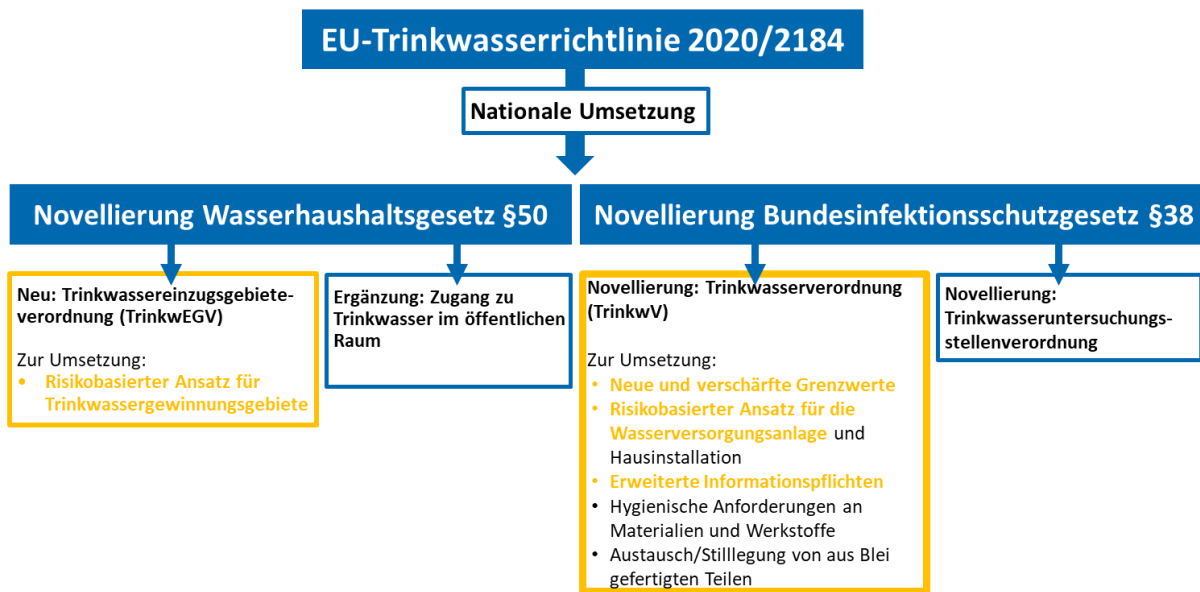 EU-Trinkwasserrichtlinie 2020/2184
Nationale Umsetzung
Novellierung Wasserhaushaltsgesetz §50
Novellierung Bundesinfektionsschutzgesetz §38
Neu: Trinkwassereinzugsgebiete-
verordnung (TrinkwEGV)
Zur Umsetzung:
• Risikobasierter Ansatz für
Trinkwassergewinnungsgebiete
Ergänzung: Zugang zu
Trinkwasser im öffentlichen
Raum
Novellierung: Trinkwasserverordnung
(TrinkwV)
Zur Umsetzung:
• Neue und verschärfte Grenzwerte
• Risikobasierter Ansatz für die
Wasserversorgungsanlage und
Hausinstallation
• Erweiterte Informationspflichten
• Hygienische Anforderungen an
Materialien und Werkstoffe
• Austausch/Stilllegung von aus Blei
gefertigten Teilen
Novellierung:
Trinkwasseruntersuchungs-
stellenverordnung